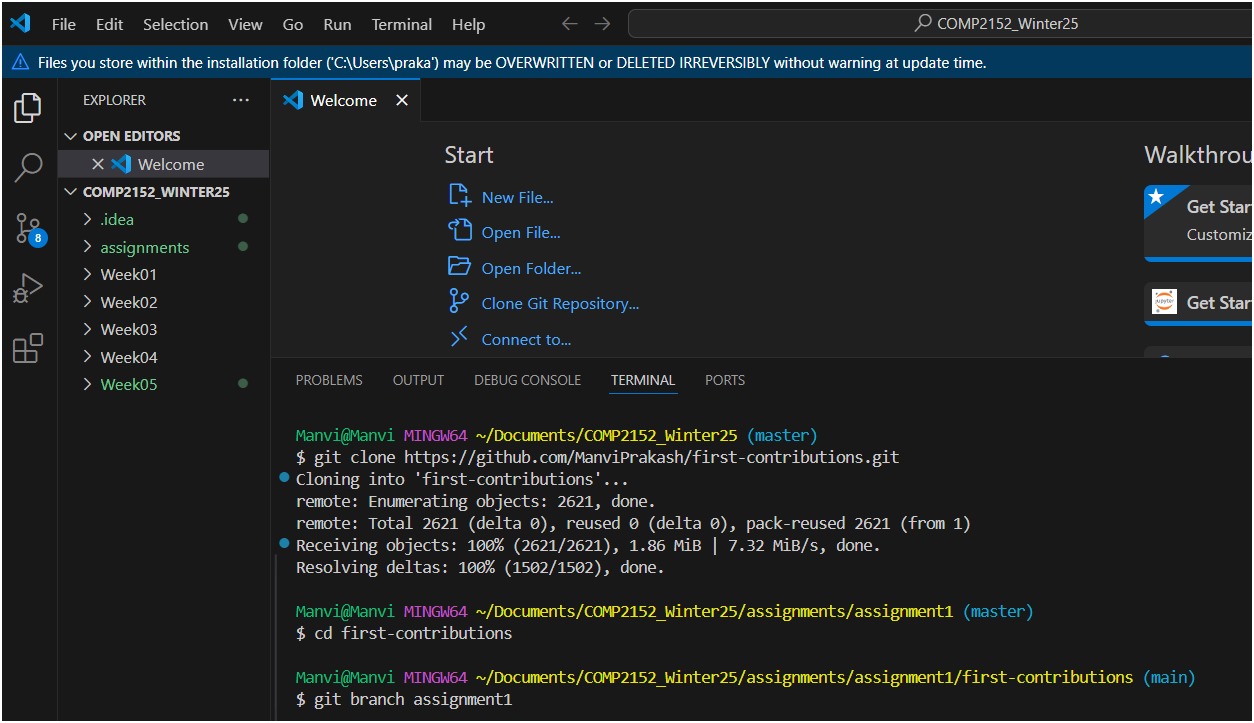 File Edit Selection View Go Run Terminal Help COMP2152_Winter25
Files you store within the installation folder ('C:\Users\praka') may be OVERWRITTEN or DELETED IRREVERSIBLY without warning at update time.
EXPLORER ...
OPEN EDITORS
Welcome
COMP2152_WINTER25
.idea
assignments
Week01
Week02
Week03
Week04
Week05
8
Welcome
Start
New File...
Open File...
Open Folder...
Clone Git Repository...
Connect to...
Walkthrou
Get Star
Customiz
jupyter
Get Star
PROBLEMS OUTPUT DEBUG CONSOLE TERMINAL PORTS
Manvi@Manvi MINGW64 ~/Documents/COMP2152_Winter25 (master)
$ git clone https://github.com/ManviPrakash/first-contributions.git
Cloning into 'first-contributions'...
remote: Enumerating objects: 2621, done.
remote: Total 2621 (delta 0), reused 0 (delta 0), pack-reused 2621 (from 1)
Receiving objects: 100% (2621/2621), 1.86 MiB | 7.32 MiB/s, done.
Resolving deltas: 100% (1502/1502), done.
Manvi@Manvi MINGW64 ~/Documents/COMP2152_Winter25/assignments/assignment1 (master)
$ cd first-contributions
Manvi@Manvi MINGW64 ~/Documents/COMP2152_Winter25/assignments/assignment1/first-contributions (main)
$ git branch assignment1